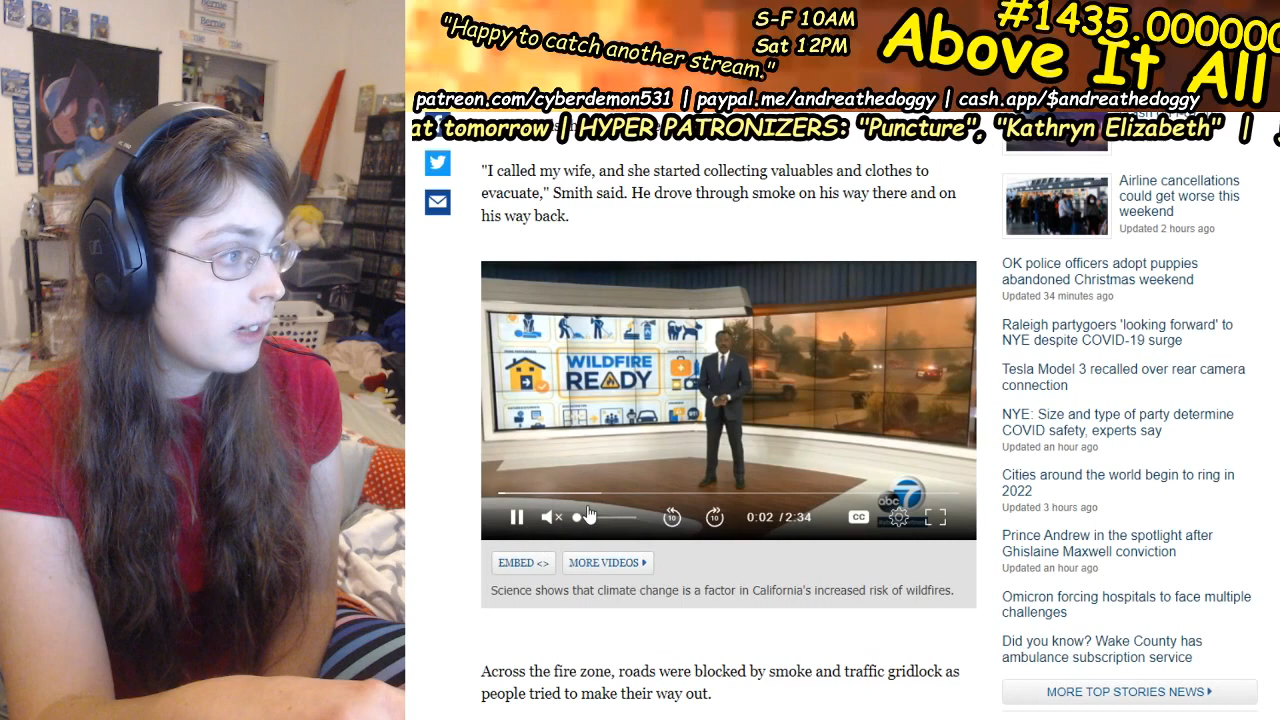 Bernie
"Happy to catch another stream."
S-F 10AM
Sat 12PM
#1435.000000
Above It All
patreon.com/cyberdemon531 | paypal.me/andreathedoggy | cash.app/$andreathedoggy
at tomorrow | HYPER PATRONIZERS: "Puncture", "Kathryn Elizabeth" |
"I called my wife, and she started collecting valuables and clothes to
evacuate," Smith said. He drove through smoke on his way there and on
his way back.
WILDFIRE
READY
abc 7
10
10
0:02 / 2:34
CC
EMBED <>
MORE VIDEOS
Science shows that climate change is a factor in California's increased risk of wildfires.
Across the fire zone, roads were blocked by smoke and traffic gridlock as
people tried to make their way out.
Airline cancellations
could get worse this
weekend
Updated 2 hours ago
OK police officers adopt puppies
abandoned Christmas weekend
Updated 34 minutes ago
Raleigh partygoers 'looking forward' to
NYE despite COVID-19 surge
Tesla Model 3 recalled over rear camera
connection
NYE: Size and type of party determine
COVID safety, experts say
Updated an hour ago
Cities around the world begin to ring in
2022
Updated 3 hours ago
Prince Andrew in the spotlight after
Ghislaine Maxwell conviction
Updated an hour ago
Omicron forcing hospitals to face multiple
challenges
Did you know? Wake County has
ambulance subscription service
MORE TOP STORIES NEWS